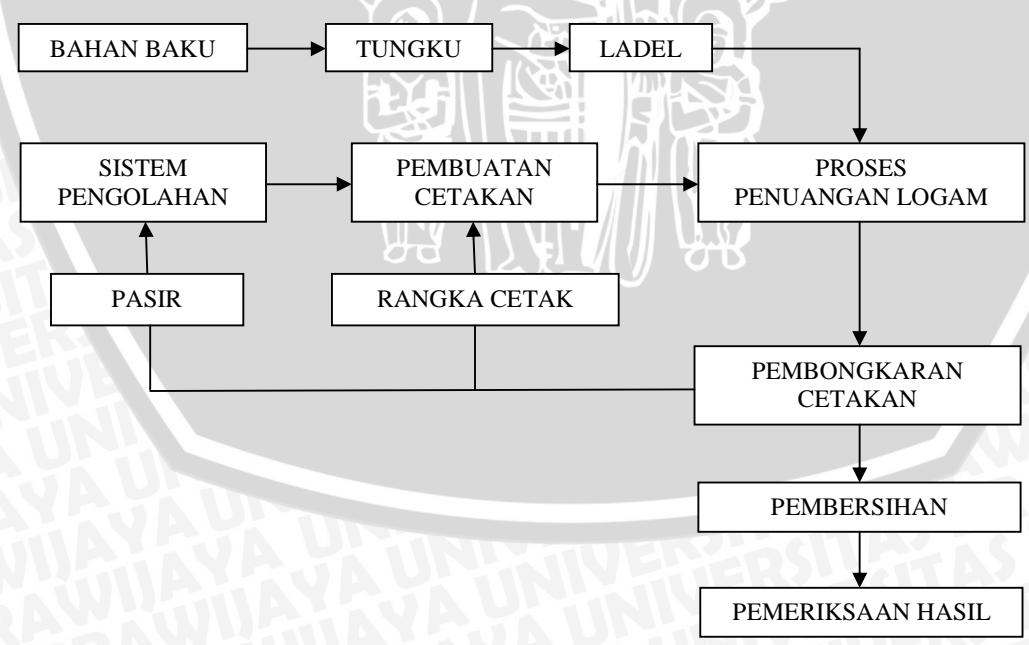 BAHAN BAKU
TUNGKU
LADEL
SISTEM
PENGOLAHAN
PEMBUATAN
CETAKAN
PROSES
PENUANGAN LOGAM
PASIR
RANGKA CETAK
PEMBONGKARAN
CETAKAN
PEMBERSIHAN
PEMERIKSAAN HASIL